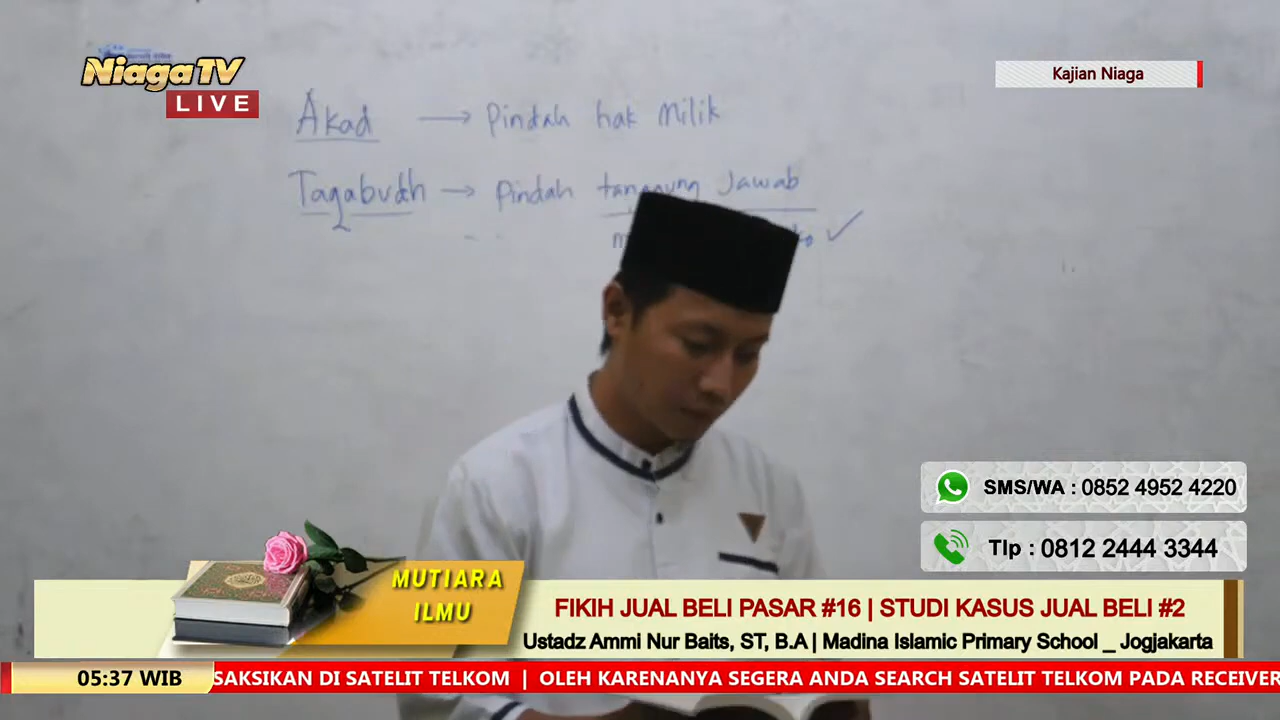 NiagaTV
LIVE
Kajian Niaga
Akad → Pindah hak Milik
Taqabudh → Pindah tanggung Jawab
SMS/WA : 0852 4952 4220
Tlp : 0812 2444 3344
MUTIARA
ILMU
FIKIH JUAL BELI PASAR #16 | STUDI KASUS JUAL BELI #2
Ustadz Ammi Nur Baits, ST, B.A | Madina Islamic Primary School _ Jogjakarta
05:37 WIB
SAKSIKAN DI SATELIT TELKOM | OLEH KARENANYA SEGERA ANDA SEARCH SATELIT TELKOM PADA RECEIVER